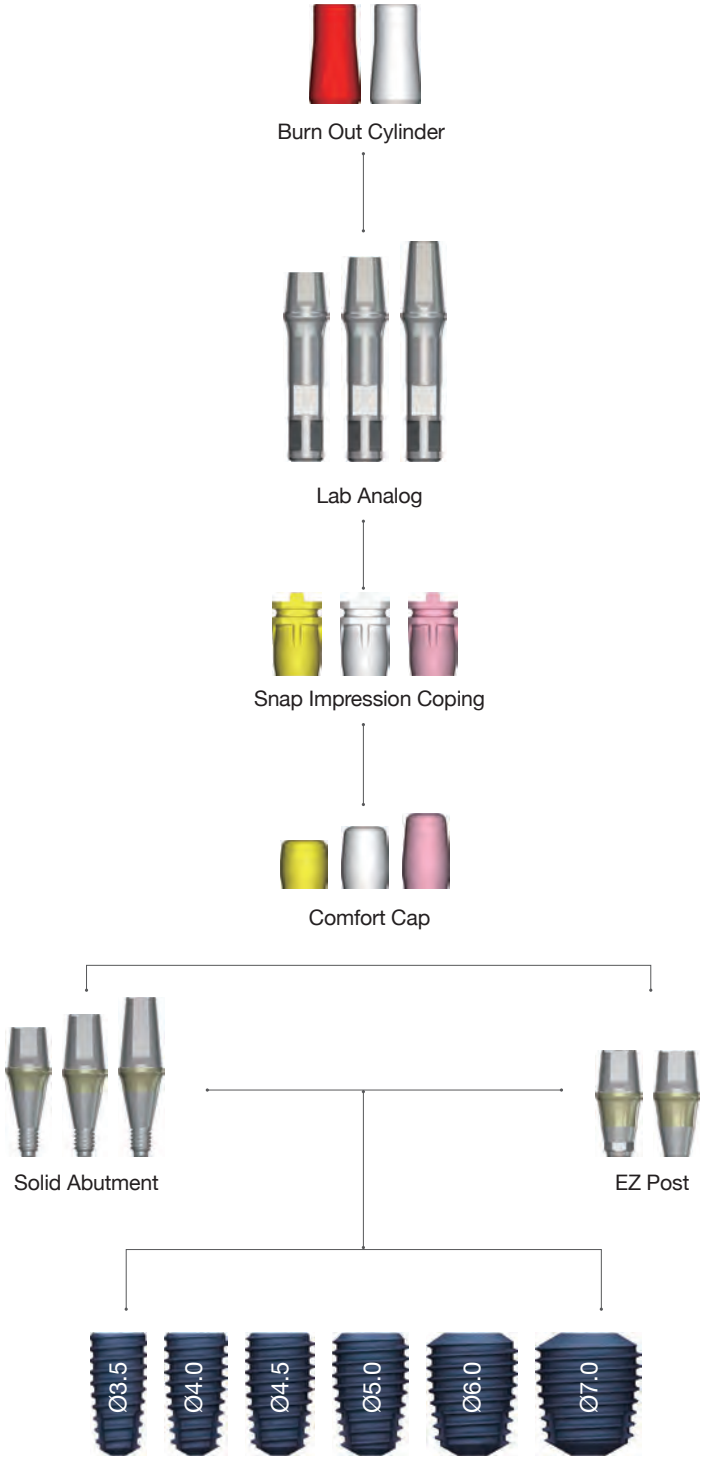 Burn Out Cylinder
Lab Analog
Snap Impression Coping
Comfort Cap
Solid Abutment
EZ Post
Ø3.5
Ø4.0
Ø4.5
Ø5.0
Ø6.0
Ø7.0